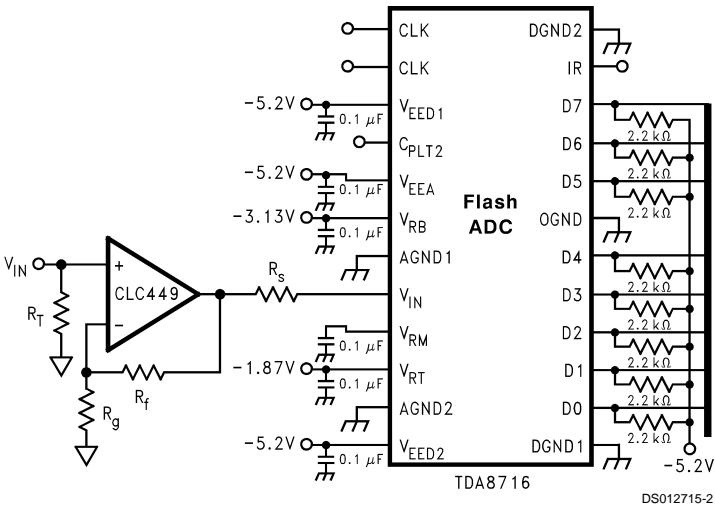 CLK
DGND2
CLK
IR
-5.2V
VEED1
0.1 μF
D7
2.2 kΩ
CPLT2
D6
2.2 kΩ
-5.2V
VEEA
0.1 μF
D5
2.2 kΩ
Flash
ADC
-3.13V
VRB
0.1 μF
OGND
AGND1
D4
2.2 kΩ
VIN
+
CLC449
-
RT
Rs
VIN
D3
2.2 kΩ
VRM
0.1 μF
D2
2.2 kΩ
-1.87V
VRT
0.1 μF
D1
2.2 kΩ
Rf
Rg
AGND2
D0
2.2 kΩ
-5.2V
VEED2
0.1 μF
DGND1
-5.2V
TDA8716
DS012715-2